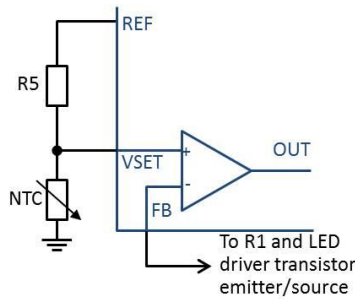 REF
R5
VSET
+
OUT
NTC
-
FB
To R1 and LED
driver transistor
emitter/source